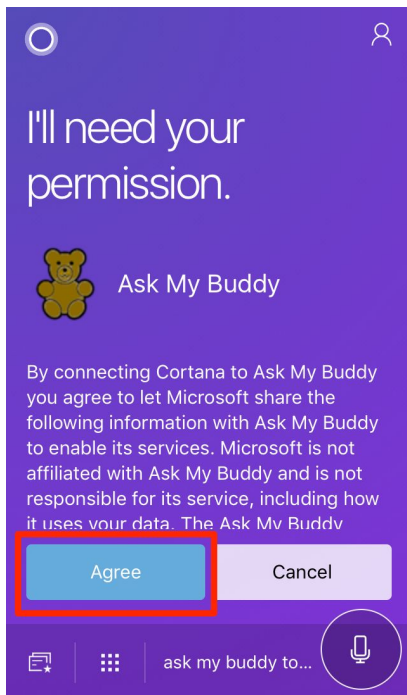 I'll need your
permission.
Ask My Buddy
By connecting Cortana to Ask My Buddy
you agree to let Microsoft share the
following information with Ask My Buddy
to enable its services. Microsoft is not
affiliated with Ask My Buddy and is not
responsible for its service, including how
it uses your data. The Ask My Buddy
Agree
Cancel
ask my buddy to...